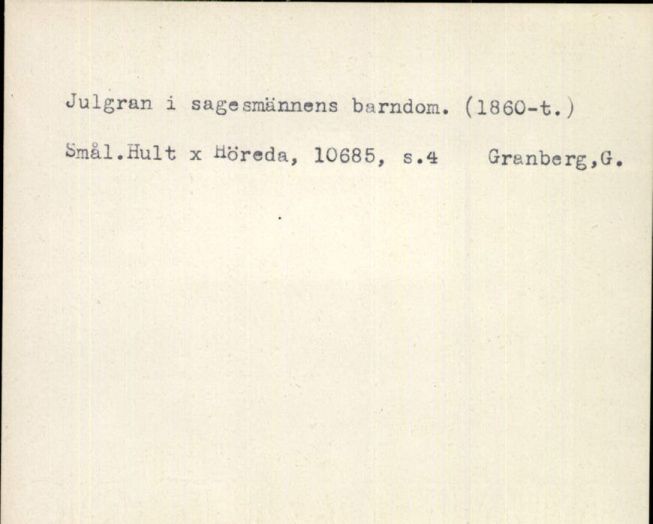 Julgran i sagesmännens barndom. (1860-t.)
Smål.Hult x Höreda, 10685, s.4 Granberg,G.